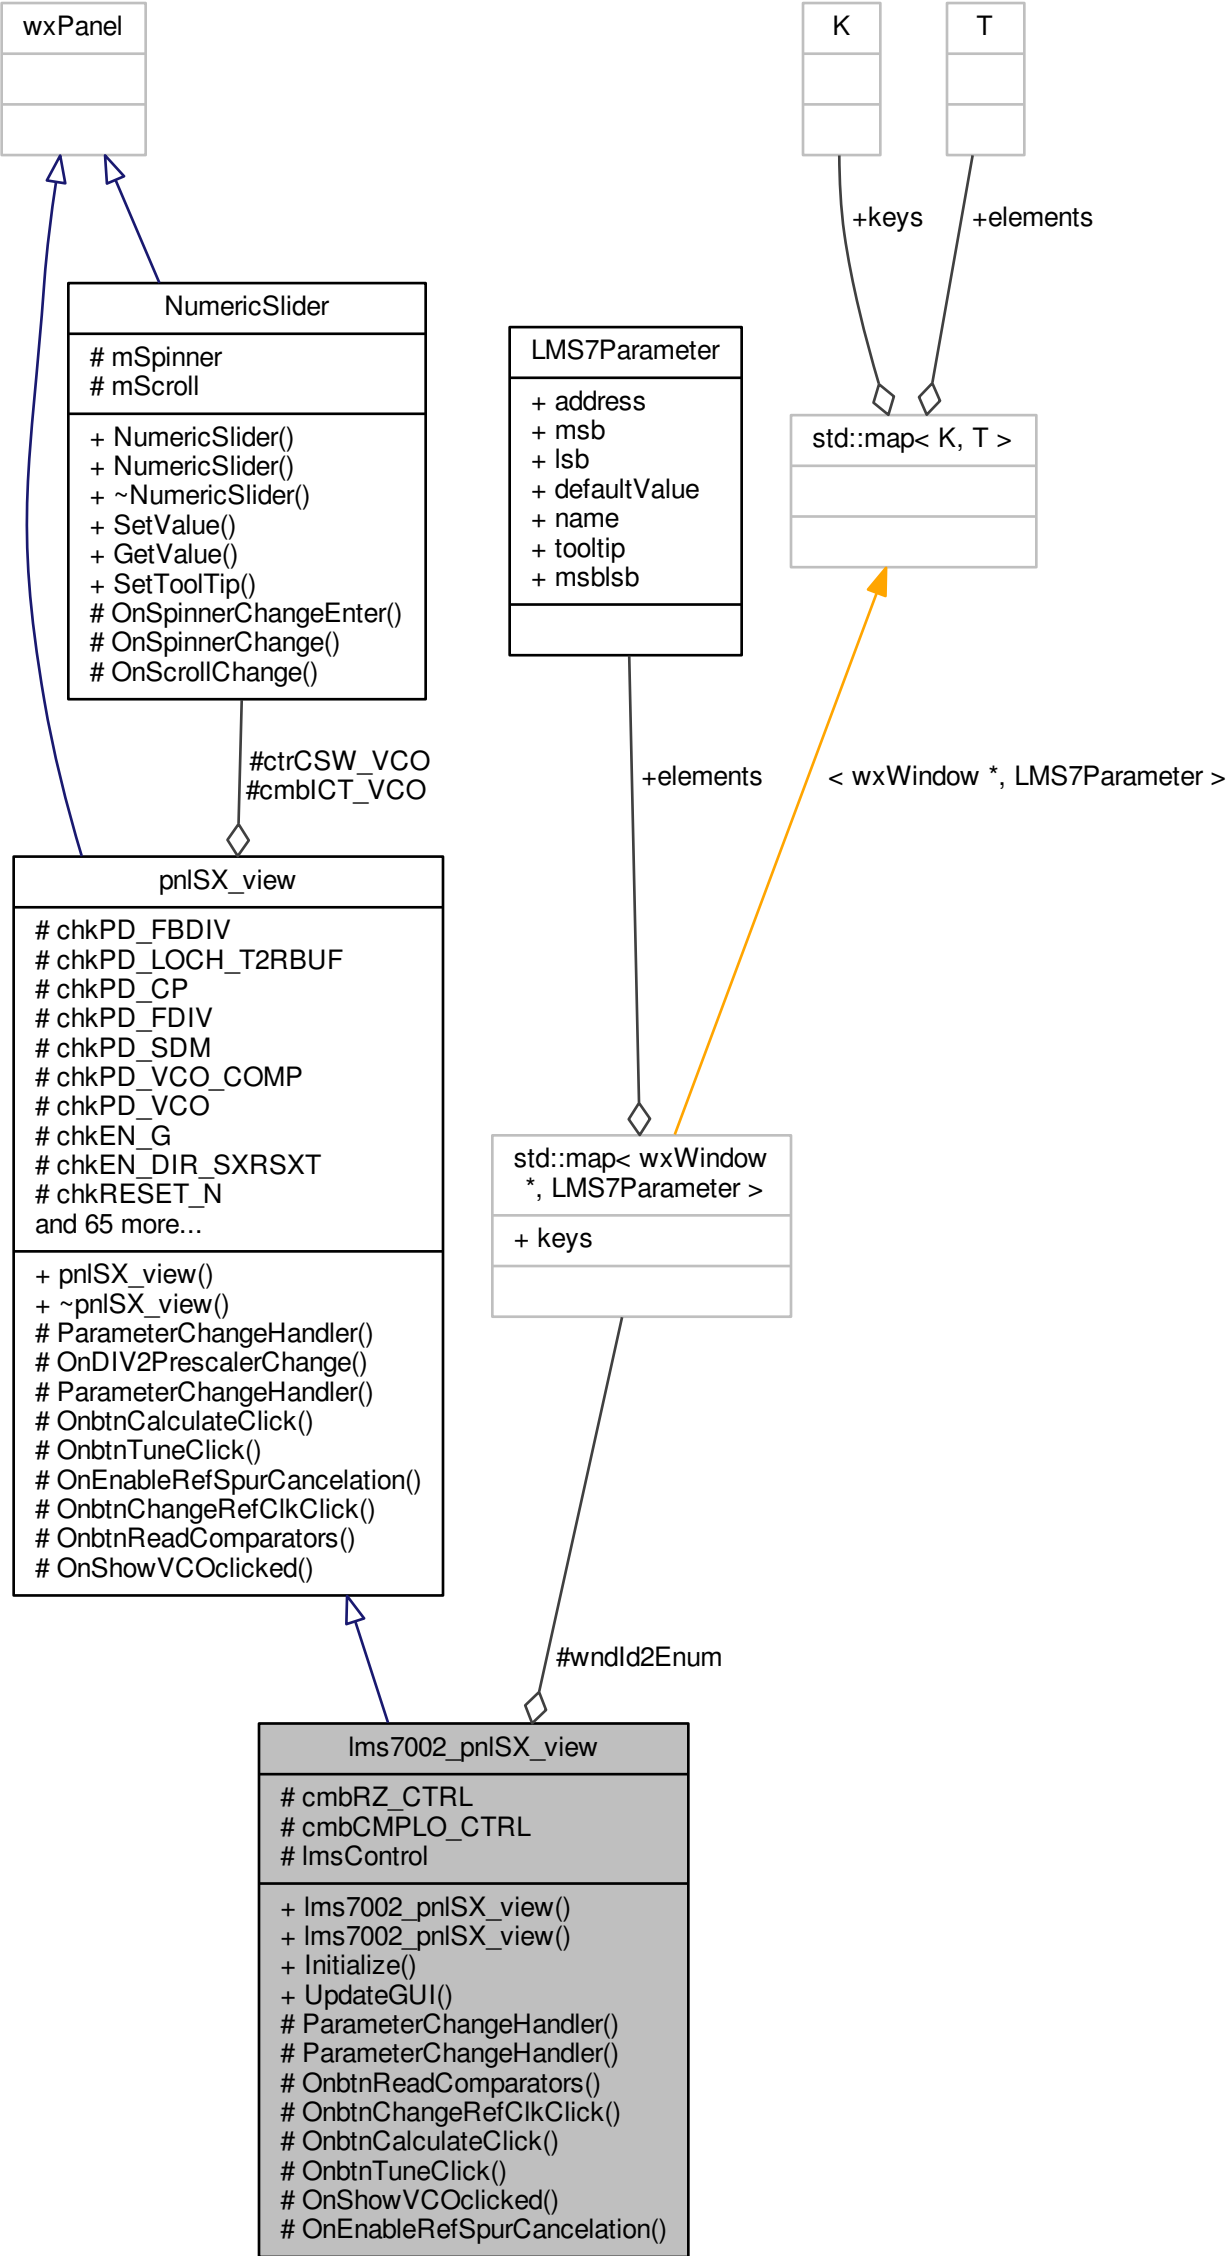 wxPanel
K
T
+keys
+elements
NumericSlider
# mSpinner
# mScroll
+ NumericSlider()
+ NumericSlider()
+ ~NumericSlider()
+ SetValue()
+ GetValue()
+ SetToolTip()
# OnSpinnerChangeEnter()
# OnSpinnerChange()
# OnScrollChange()
LMS7Parameter
+ address
+ msb
+ lsb
+ defaultValue
+ name
+ tooltip
+ msblsb
std::map< K, T >
#ctrCSW_VCO
#cmbICT_VCO
+elements
< wxWindow *, LMS7Parameter >
pnlSX_view
# chkPD_FBDIV
# chkPD_LOCH_T2RBUF
# chkPD_CP
# chkPD_FDIV
# chkPD_SDM
# chkPD_VCO_COMP
# chkPD_VCO
# chkEN_G
# chkEN_DIR_SXRSXT
# chkRESET_N
and 65 more...
+ pnlSX_view()
+ ~pnlSX_view()
# ParameterChangeHandler()
# OnDIV2PrescalerChange()
# ParameterChangeHandler()
# OnbtnCalculateClick()
# OnbtnTuneClick()
# OnEnableRefSpurCancelation()
# OnbtnChangeRefClkClick()
# OnbtnReadComparators()
# OnShowVCOclicked()
std::map< wxWindow
*, LMS7Parameter >
+ keys
#wndId2Enum
lms7002_pnlSX_view
# cmbRZ_CTRL
# cmbCMPLO_CTRL
# lmsControl
+ lms7002_pnlSX_view()
+ lms7002_pnlSX_view()
+ Initialize()
+ UpdateGUI()
# ParameterChangeHandler()
# ParameterChangeHandler()
# OnbtnReadComparators()
# OnbtnChangeRefClkClick()
# OnbtnCalculateClick()
# OnbtnTuneClick()
# OnShowVCOclicked()
# OnEnableRefSpurCancelation()